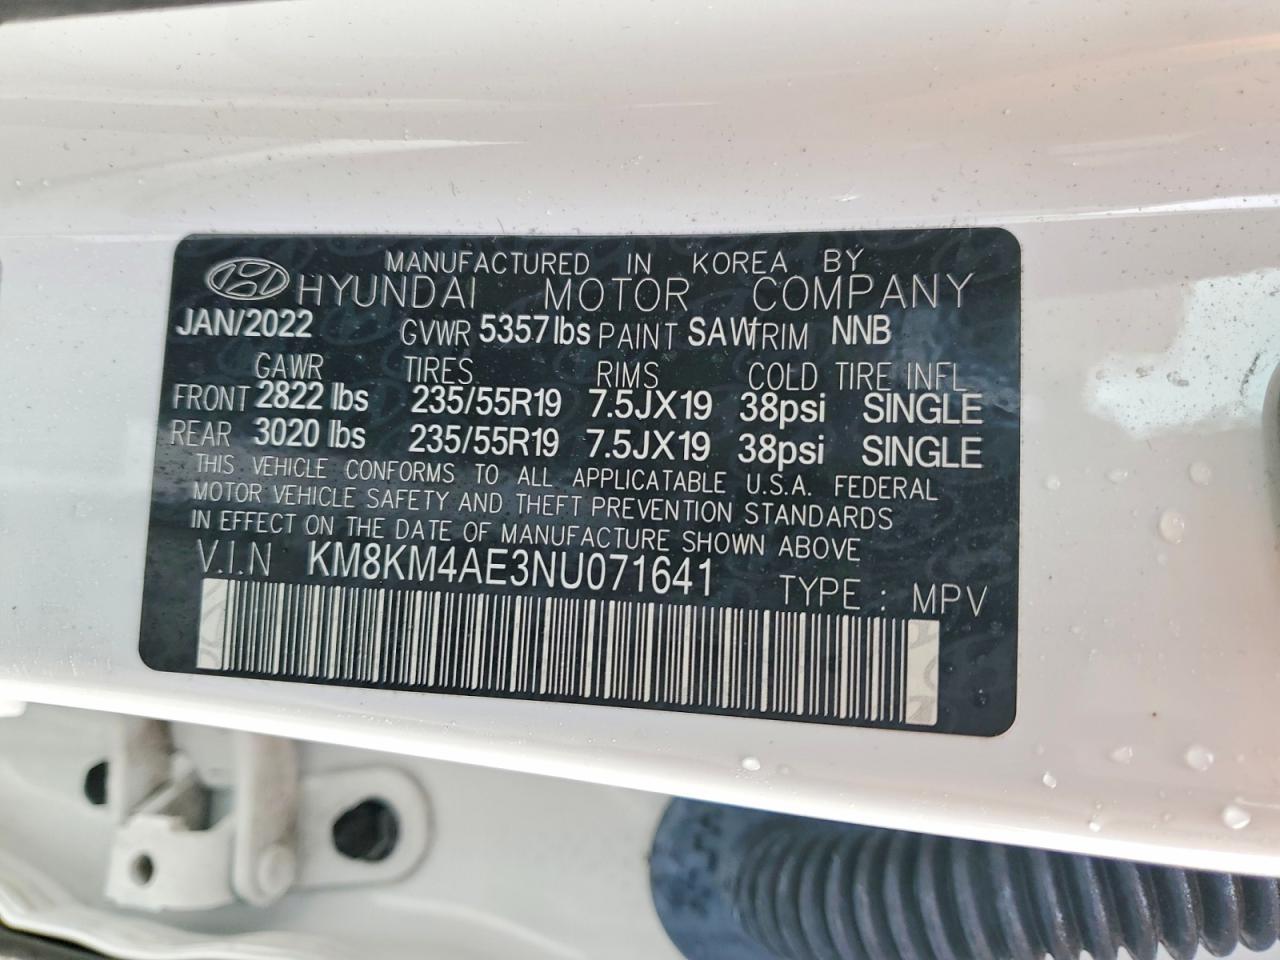 MANUFACTURED IN KOREA BY
HYUNDAI MOTOR COMPANY
JAN/2022 GVWR 5357lbs PAINT SAW TRIM NNB
GAWR TIRES RIMS COLD TIRE INFL
FRONT 2822 lbs 235/55R19 7.5JX19 38psi SINGLE
REAR 3020 lbs 235/55R19 7.5JX19 38psi SINGLE
THIS VEHICLE CONFORMS TO ALL APPLICATABLE U.S.A. FEDERAL
MOTOR VEHICLE SAFETY AND THEFT PREVENTION STANDARDS
IN EFFECT ON THE DATE OF MANUFACTURE SHOWN ABOVE
V.I.N KM8KM4AE3NU071641 TYPE : MPV